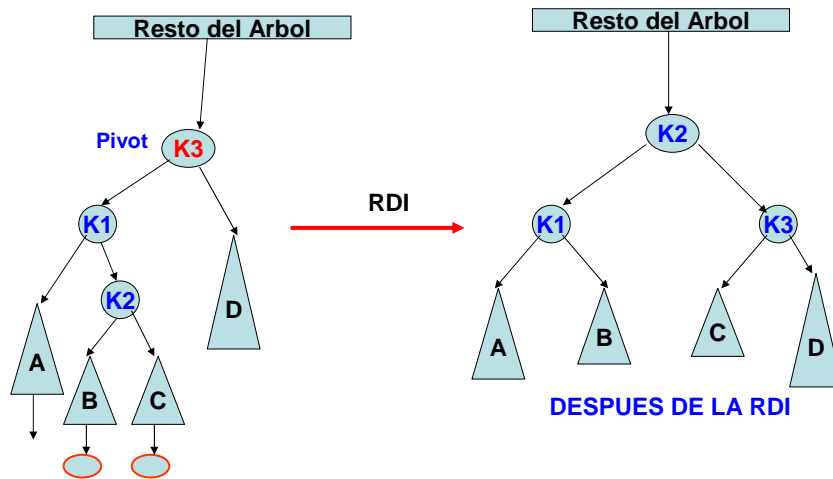 Resto del Arbol
Pivot
K3
K1
K2
A
B
C
D
RDI
Resto del Arbol
K2
K1
K3
A
B
C
D
DESPUES DE LA RDI